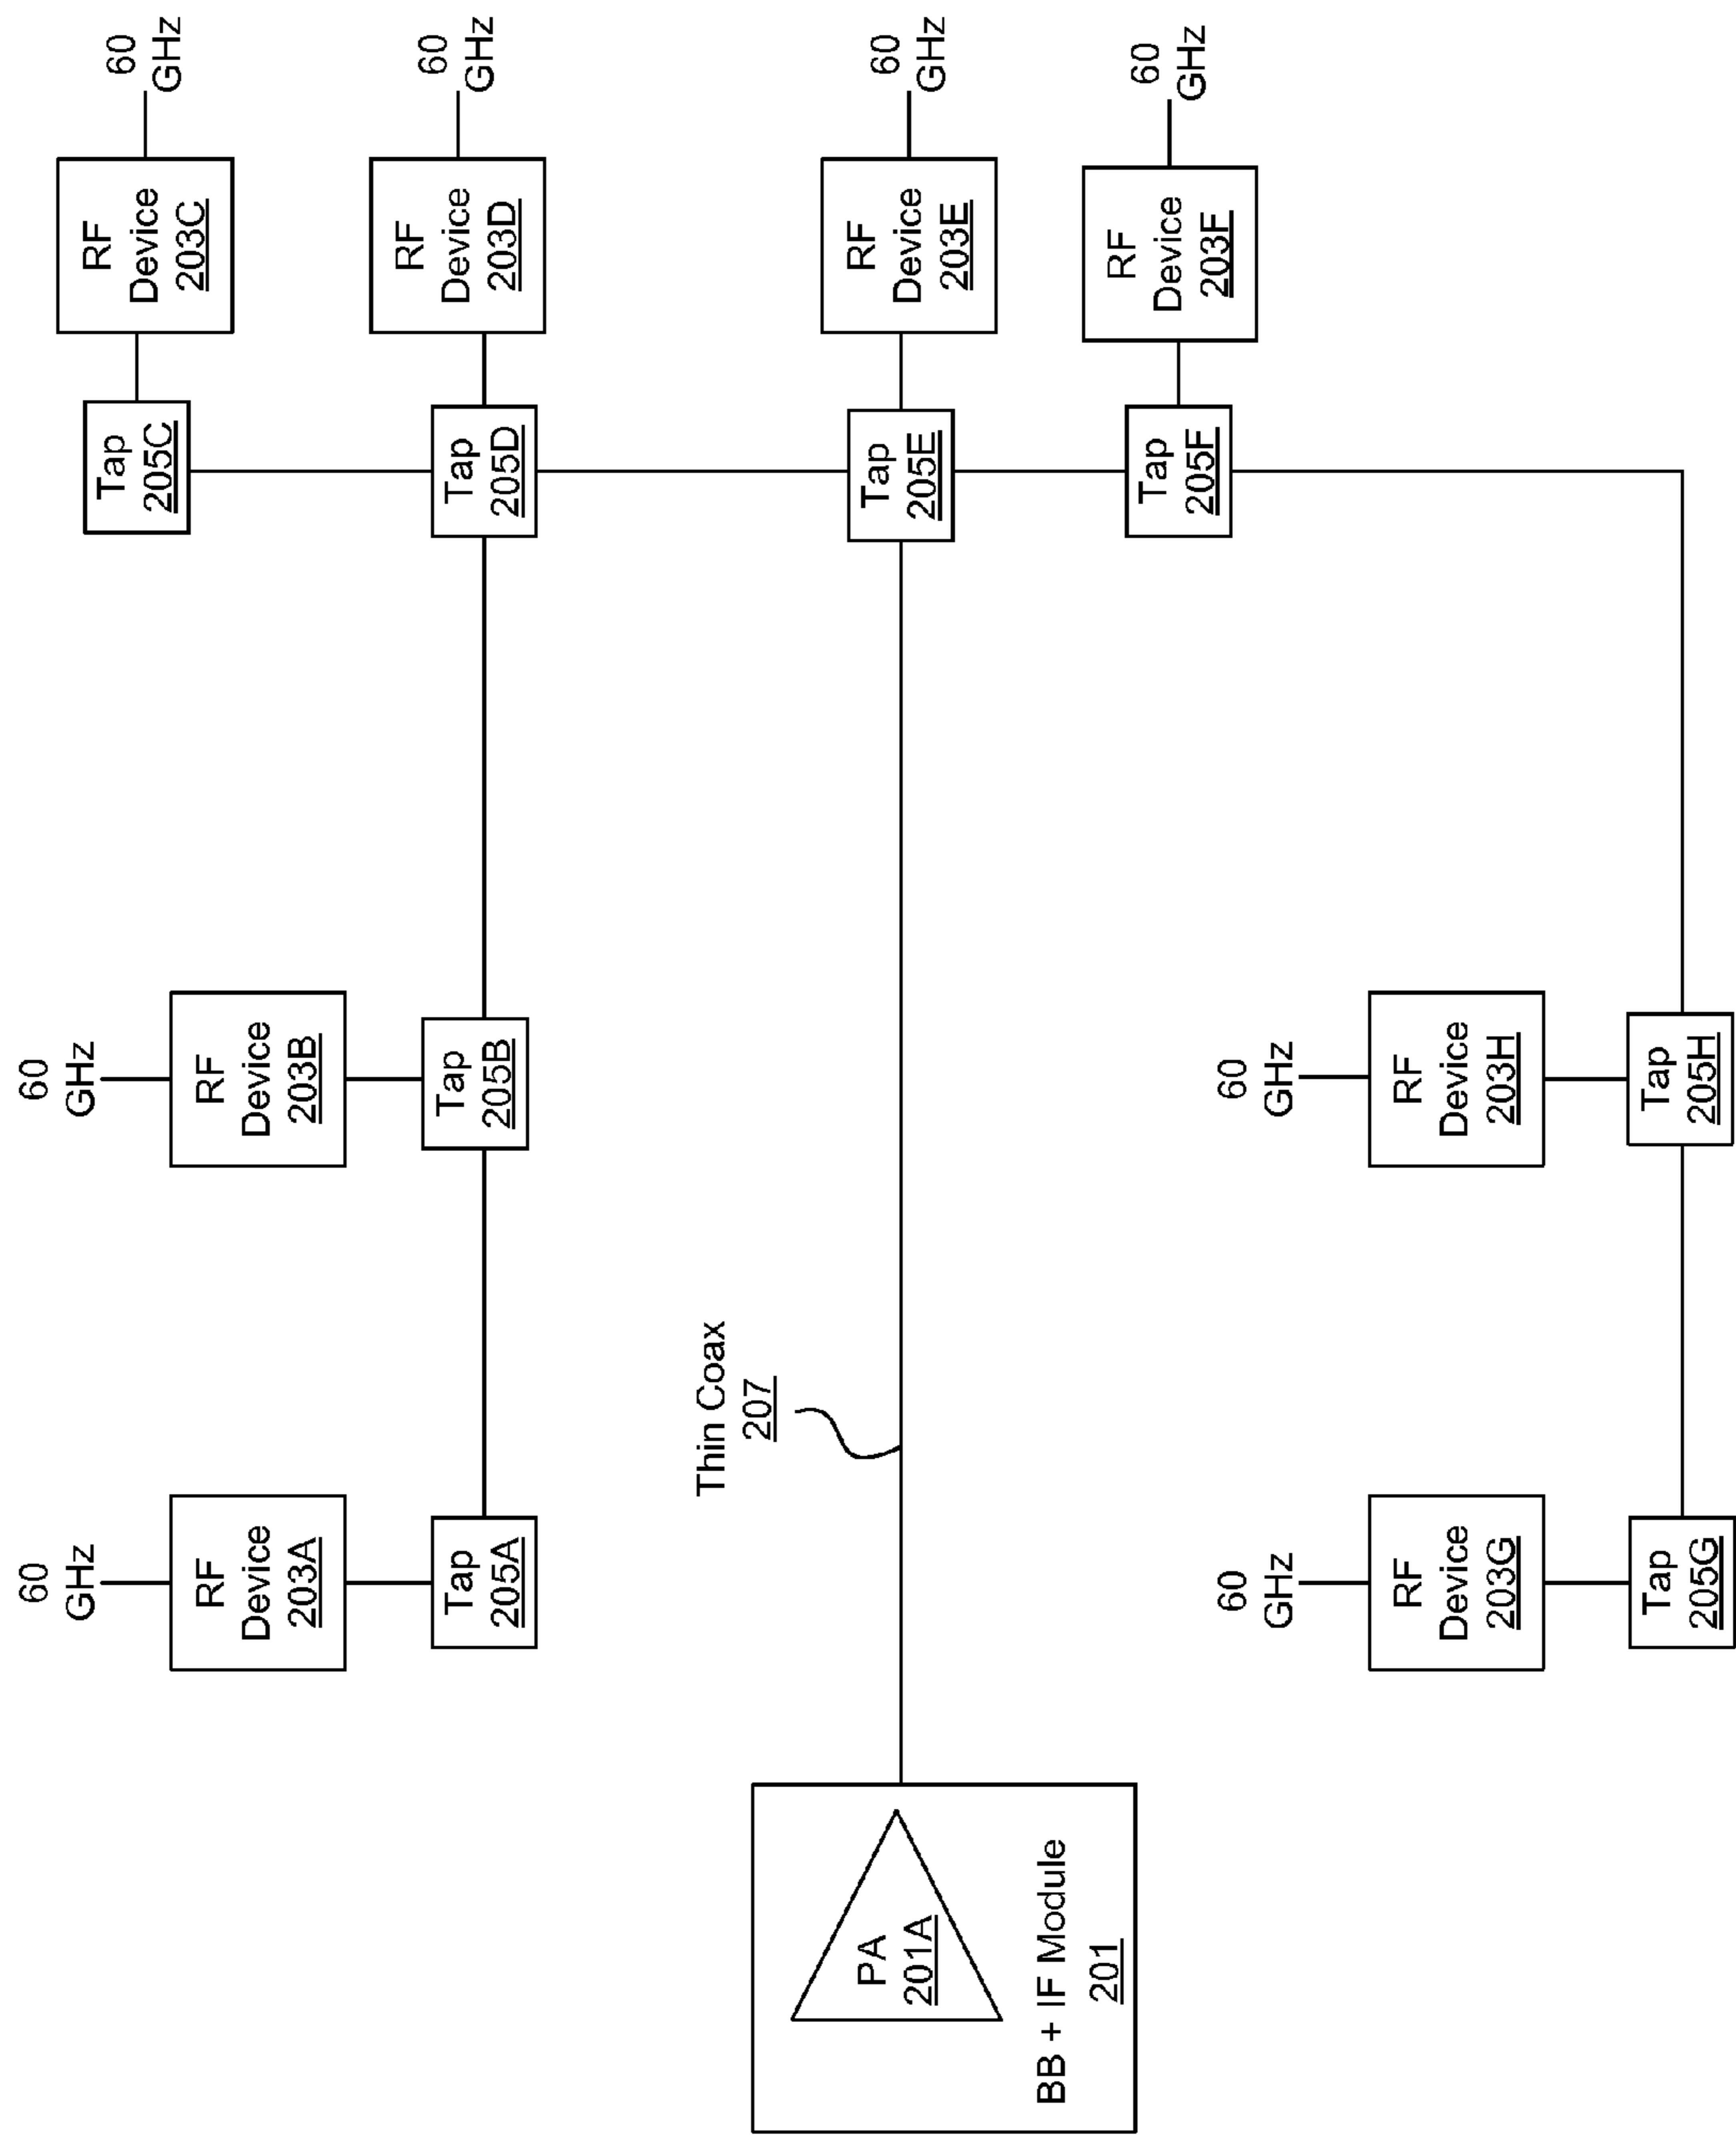 60
GHz
RF
Device
203A
Tap
205A
60
GHz
RF
Device
203B
Tap
205B
Tap
205C
RF
Device
203C
60
GHz
Tap
205D
RF
Device
203D
60
GHz
Thin Coax
207
PA
201A
BB + IF Module
201
Tap
205E
RF
Device
203E
60
GHz
Tap
205F
RF
Device
203F
60
GHz
60
GHz
RF
Device
203G
Tap
205G
60
GHz
RF
Device
203H
Tap
205H